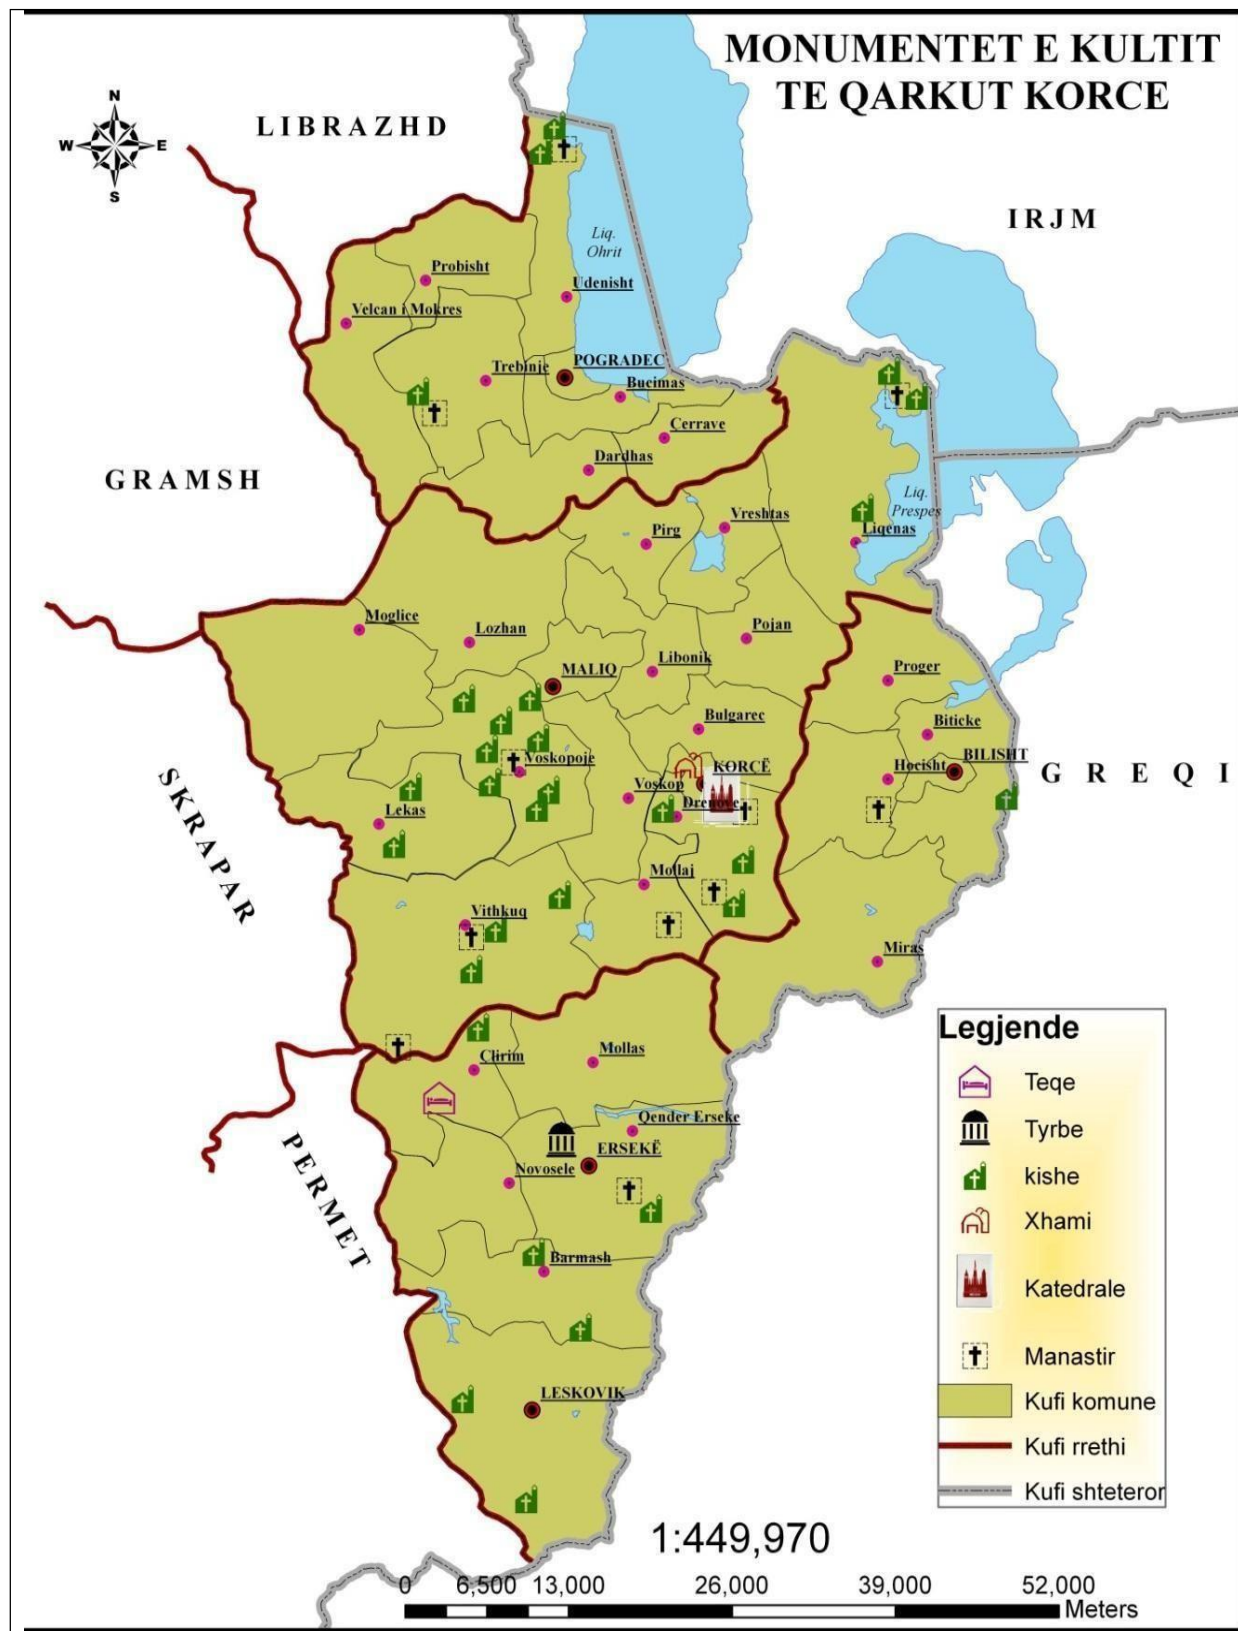 MONUMENTET E KULTIT
TE QARKUT KORCE
N
W
E
S
LIBRAZHD
IRJM
Liq.
Ohrit
Probisht
Udenisht
Velcan i Mokres
POGRADEC
Trebinje
Bucimas
Cerrave
Dardhas
GRAMSH
Liq.
Prespes
Vreshtas
Pirg
Liqenas
Moglice
Lozhan
Pojan
MALIQ
Libonik
Proger
Bulgarec
Biticke
BILISHT
Voskopoje
KORCË
Hocisht
GREQI
SKRAPAR
Voskop
Drenove
Lekas
Mollaj
Vithkuq
Miras
Clirim
Mollas
Qender Erseke
ERSEKË
Novosele
PERMET
Barmash
LESKOVIK
Legjende
Teqe
Tyrbe
kishe
Xhami
Katedrale
Manastir
Kufi komune
Kufi rrethi
Kufi shteteror
1:449,970
0 6,500 13,000 26,000 39,000 52,000
Meters